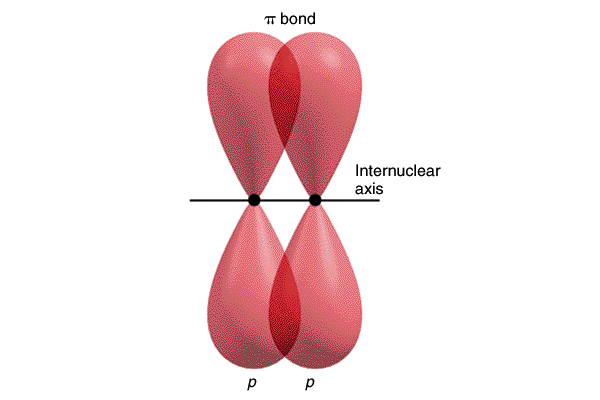 π bond
Internuclear
axis
p p